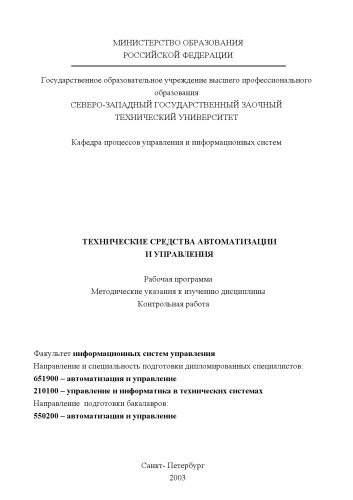 МИНИСТЕРСТВО ОБРАЗОВАНИЯ
РОССИЙСКОЙ ФЕДЕРАЦИИ
Государственное образовательное учреждение высшего профессионального
образования
СЕВЕРО-ЗАПАДНЫЙ ГОСУДАРСТВЕННЫЙ ЗАОЧНЫЙ
ТЕХНИЧЕСКИЙ УНИВЕРСИТЕТ
Кафедра процессов управления и информационных систем
ТЕХНИЧЕСКИЕ СРЕДСТВА АВТОМАТИЗАЦИИ
И УПРАВЛЕНИЯ
Рабочая программа
Методические указания к изучению дисциплины
Контрольная работа
Факультет информационных систем управления
Направление и специальность подготовки дипломированных специалистов:
651900 – автоматизация и управление
210100 – управление и информатика в технических системах
Направление подготовки бакалавров:
550200 – автоматизация и управление
Санкт- Петербург
2003